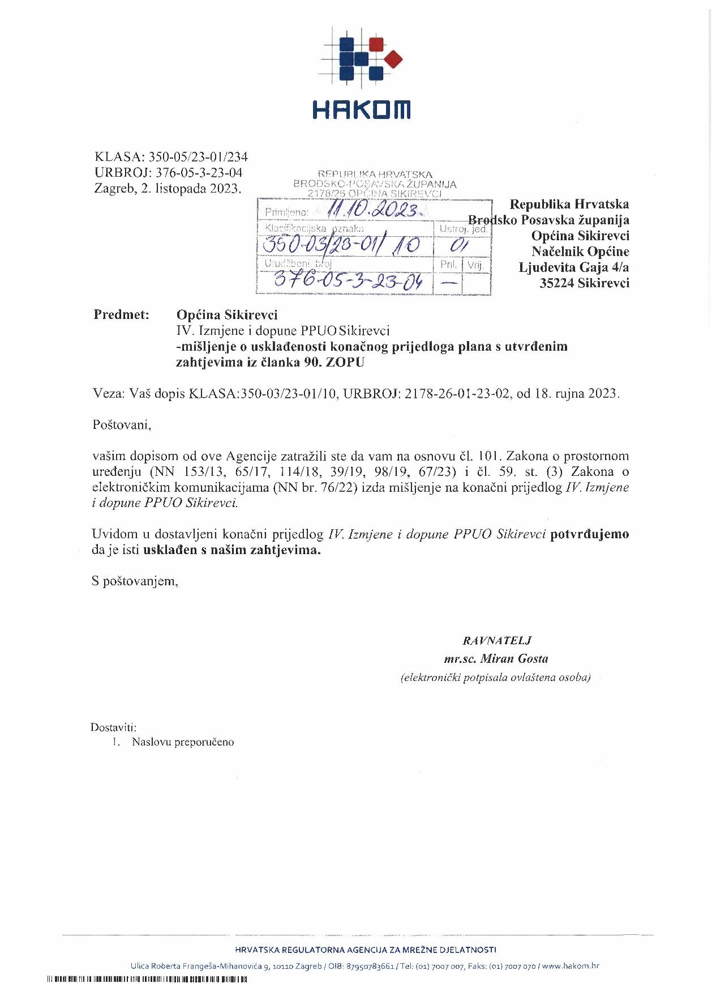 HAKOM
KLASA: 350-05/23-01/234
URBROJ: 376-05-3-23-04
Zagreb, 2. listopada 2023.
REPUBLIKA HRVATSKA
BRODSKO-POSAVSKA ŽUPANIJA
2178/26 OPĆINA SIKIREVCI
Primljeno: 11.10.2023.
Klasifikacijska oznaka Ustroj. jed.
350-03/23-01/10 01
Urudžbeni broj Pril. Vrij.
376-05-3-23-04 —
Republika Hrvatska
Brodsko Posavska županija
Općina Sikirevci
Načelnik Općine
Ljudevita Gaja 4/a
35224 Sikirevci
Predmet: Općina Sikirevci
IV. Izmjene i dopune PPUO Sikirevci
-mišljenje o usklađenosti konačnog prijedloga plana s utvrđenim
zahtjevima iz članka 90. ZOPU
Veza: Vaš dopis KLASA:350-03/23-01/10, URBROJ: 2178-26-01-23-02, od 18. rujna 2023.
Poštovani,
vašim dopisom od ove Agencije zatražili ste da vam na osnovu čl. 101. Zakona o prostornom
uređenju (NN 153/13, 65/17, 114/18, 39/19, 98/19, 67/23) i čl. 59. st. (3) Zakona o
elektroničkim komunikacijama (NN br. 76/22) izda mišljenje na konačni prijedlog IV. Izmjene
i dopune PPUO Sikirevci.
Uvidom u dostavljeni konačni prijedlog IV. Izmjene i dopune PPUO Sikirevci potvrđujemo
da je isti usklađen s našim zahtjevima.
S poštovanjem,
RAVNATELJ
mr.sc. Miran Gosta
(elektronički potpisala ovlaštena osoba)
Dostaviti:
1. Naslovu preporučeno
HRVATSKA REGULATORNA AGENCIJA ZA MREŽNE DJELATNOSTI
Ulica Roberta Frangeša-Mihanovića 9, 10110 Zagreb / OIB: 87950783661 / Tel: (01) 7007 007, Faks: (01) 7007 070 / www.hakom.hr